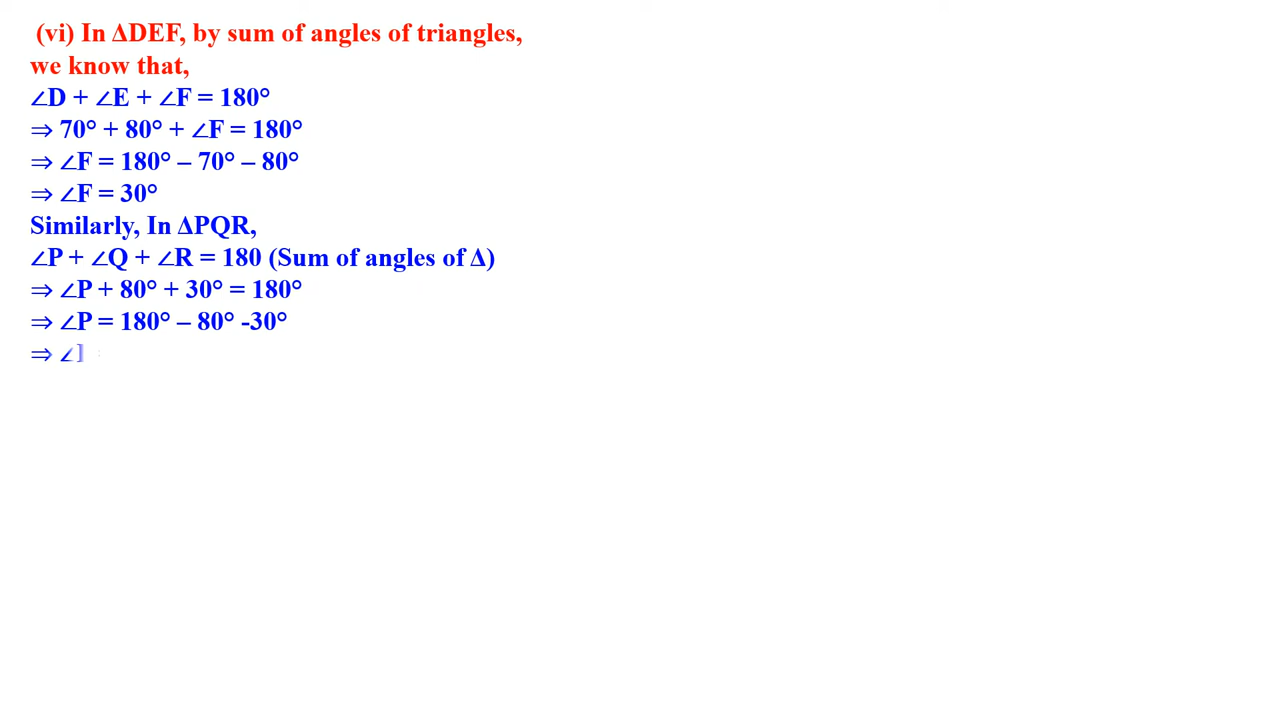 (vi) In ΔDEF, by sum of angles of triangles,
we know that,
∠D + ∠E + ∠F = 180°
⇒ 70° + 80° + ∠F = 180°
⇒ ∠F = 180° – 70° – 80°
⇒ ∠F = 30°
Similarly, In ΔPQR,
∠P + ∠Q + ∠R = 180 (Sum of angles of Δ)
⇒ ∠P + 80° + 30° = 180°
⇒ ∠P = 180° – 80° -30°
⇒ ∠